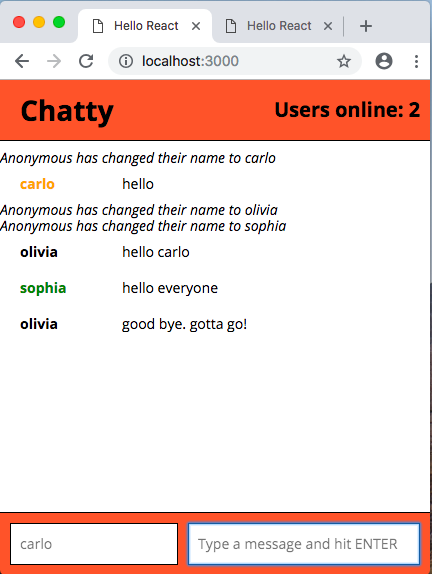 Hello React
Hello React
localhost:3000
Chatty
Users online: 2
Anonymous has changed their name to carlo
carlo hello
Anonymous has changed their name to olivia
Anonymous has changed their name to sophia
olivia hello carlo
sophia hello everyone
olivia good bye. gotta go!
carlo
Type a message and hit ENTER